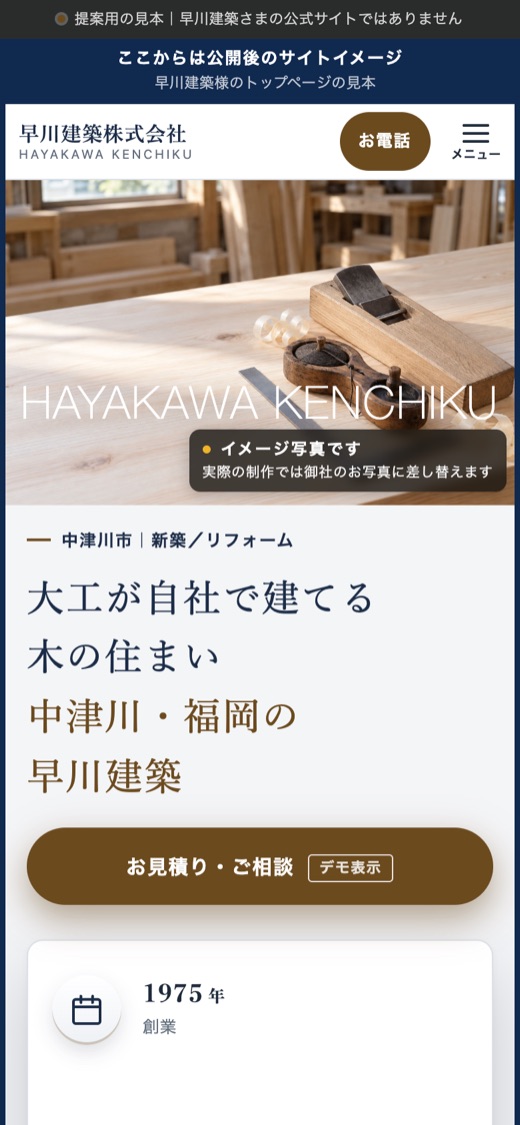 提案用の見本｜早川建築さまの公式サイトではありません
ここからは公開後のサイトイメージ
早川建築様のトップページの見本
早川建築株式会社
HAYAKAWA KENCHIKU
お電話
メニュー
HAYAKAWA KENCHIKU
イメージ写真です
実際の制作では御社のお写真に差し替えます
中津川市｜新築／リフォーム
大工が自社で建てる
木の住まい
中津川・福岡の
早川建築
お見積り・ご相談 デモ表示
1975 年
創業